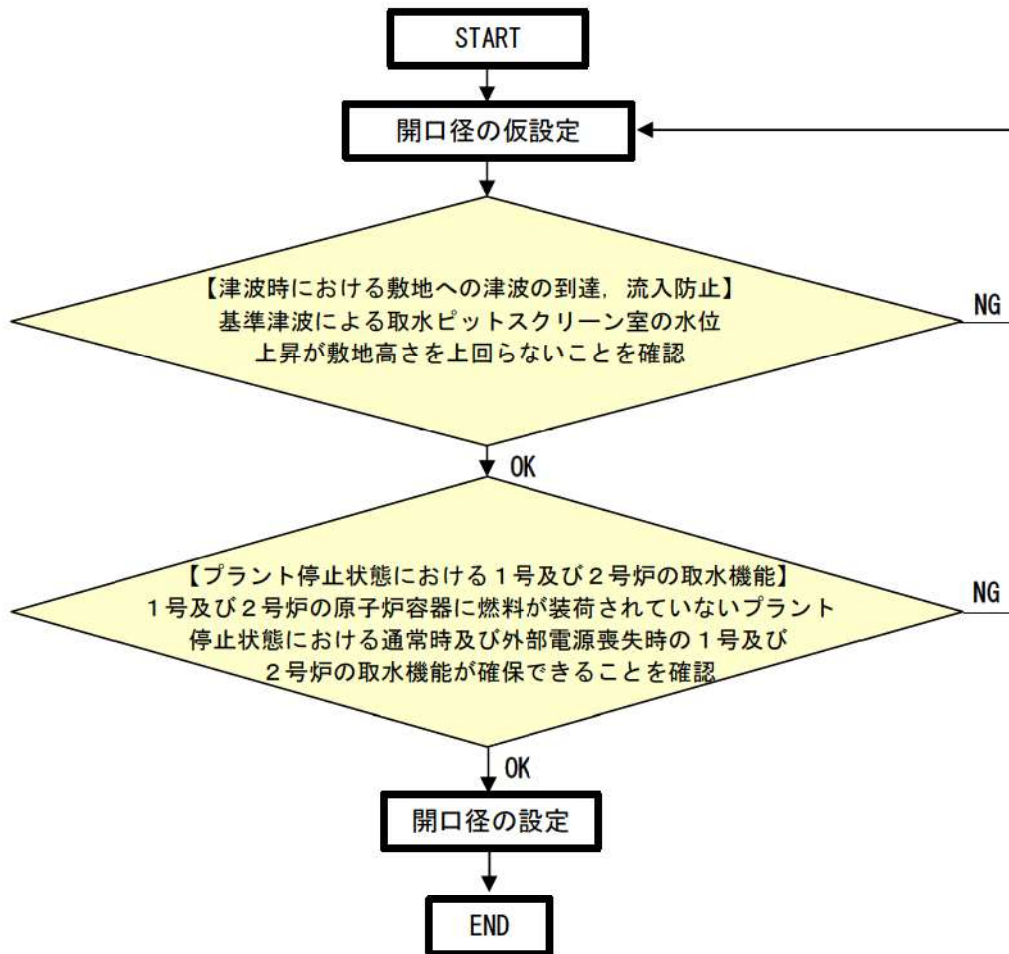 START
開口径の仮設定
【津波時における敷地への津波の到達，流入防止】
基準津波による取水ピットスクリーン室の水位
上昇が敷地高さを上回らないことを確認
NG
OK
【プラント停止状態における１号及び２号炉の取水機能】
１号及び２号炉の原子炉容器に燃料が装荷されていないプラント
停止状態における通常時及び外部電源喪失時の１号及び
２号炉の取水機能が確保できることを確認
NG
OK
開口径の設定
END